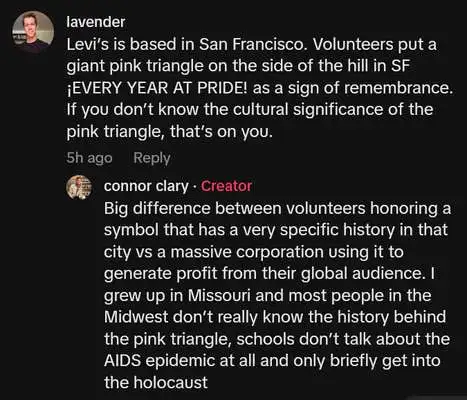 lavender
Levi's is based in San Francisco. Volunteers put a
giant pink triangle on the side of the hill in SF
¡EVERY YEAR AT PRIDE! as a sign of remembrance.
If you don't know the cultural significance of the
pink triangle, that's on you.
5h ago Reply
connor clary · Creator
Big difference between volunteers honoring a
symbol that has a very specific history in that
city vs a massive corporation using it to
generate profit from their global audience. I
grew up in Missouri and most people in the
Midwest don't really know the history behind
the pink triangle, schools don't talk about the
AIDS epidemic at all and only briefly get into
the holocaust